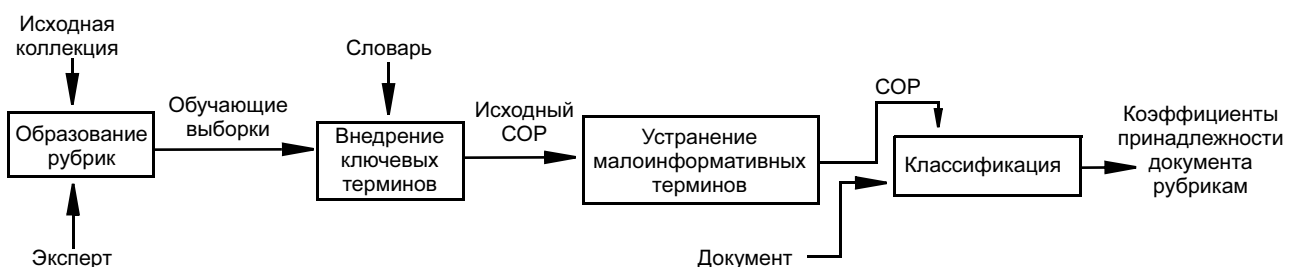 Исходная
коллекция
Образование
рубрик
Эксперт
Обучающие
выборки
Словарь
Внедрение
ключевых
терминов
Исходный
СОР
Устранение
малоинформативных
терминов
СОР
Документ
Классификация
Коэффициенты
принадлежности
документа
рубрикам